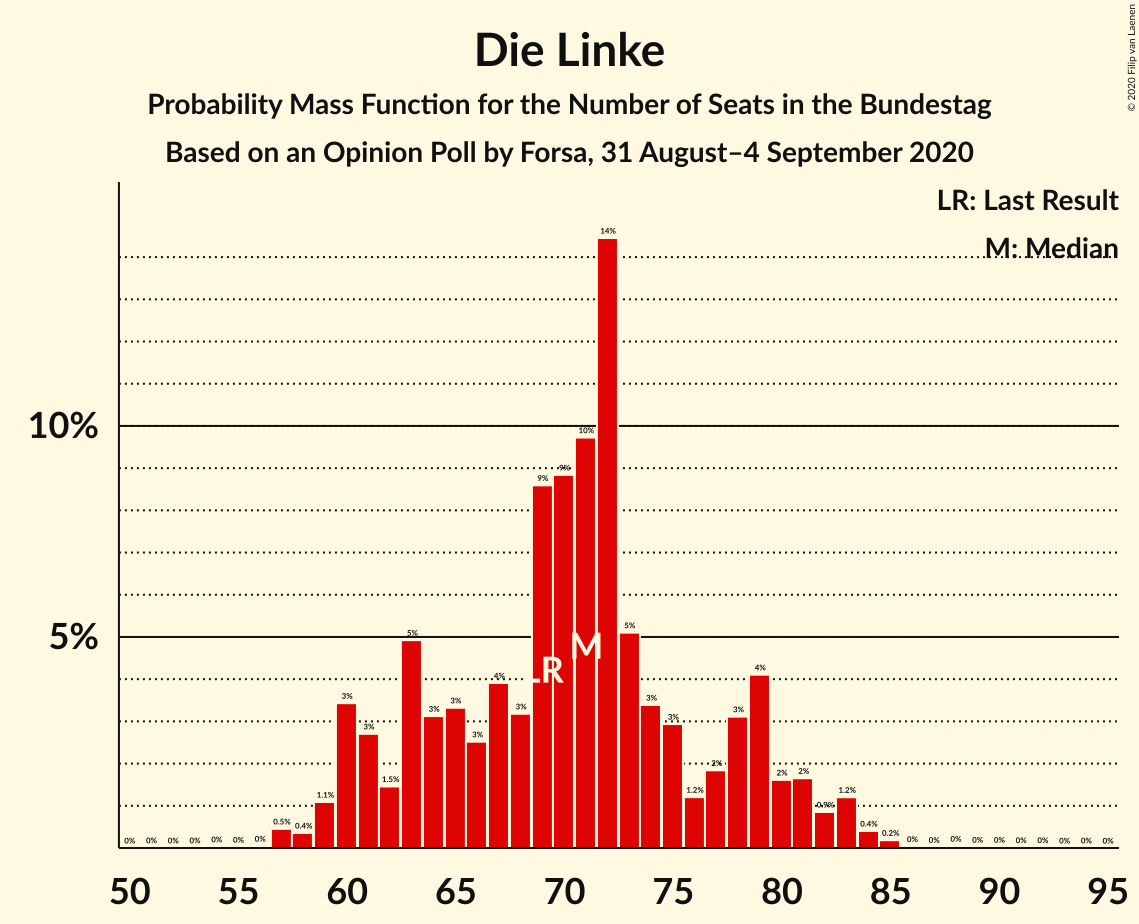 Die Linke
Probability Mass Function for the Number of Seats in the Bundestag
Based on an Opinion Poll by Forsa, 31 August–4 September 2020
© 2020 Filip van Laenen
LR: Last Result
M: Median
10%
5%
0% 0% 0% 0% 0% 0% 0% 0.5% 0.4% 1.1% 3% 3% 1.5% 5% 3% 3% 3% 4% 3% 9% 9% 10% 14% 5% 3% 3% 1.2% 2% 3% 4% 2% 2% 0.9% 1.2% 0.4% 0.2% 0% 0% 0% 0% 0% 0% 0% 0% 0% 0%
LR M
50 55 60 65 70 75 80 85 90 95